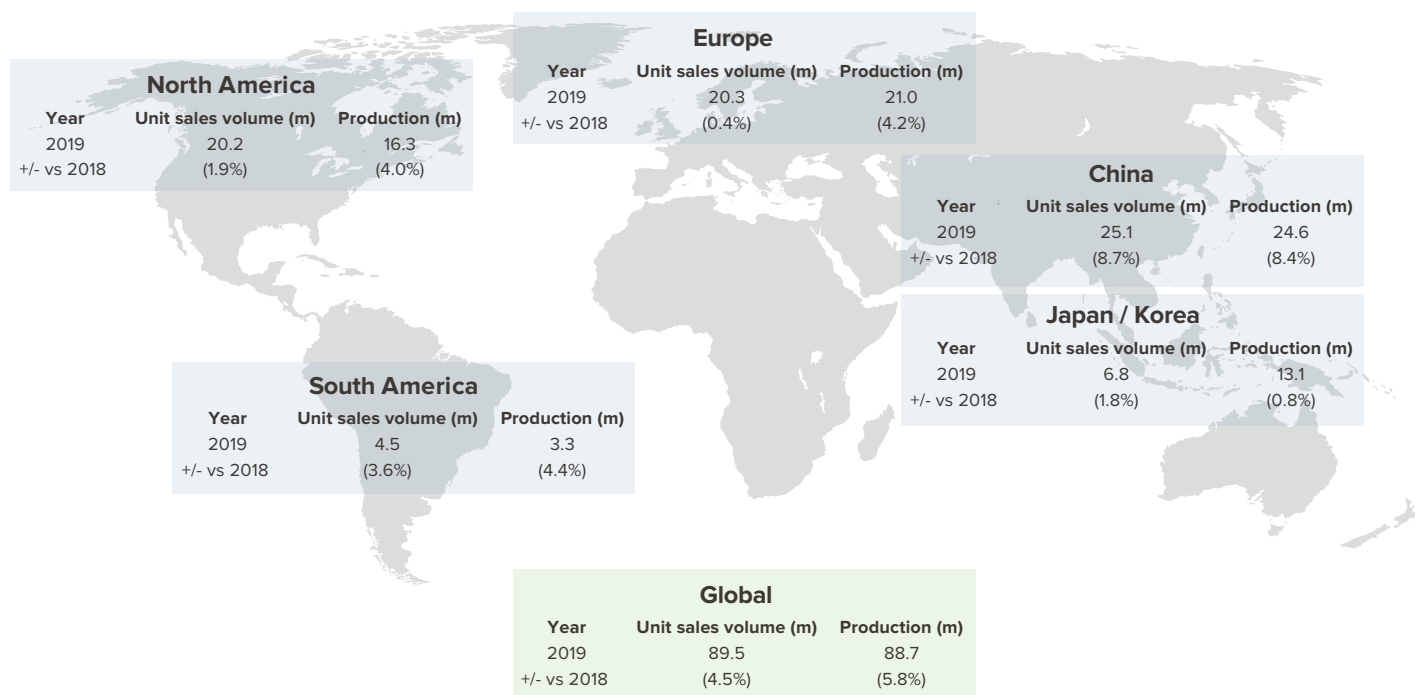 North America
Year Unit sales volume (m) Production (m)
2019 20.2 16.3
+/- vs 2018 (1.9%) (4.0%)
Europe
Year Unit sales volume (m) Production (m)
2019 20.3 21.0
+/- vs 2018 (0.4%) (4.2%)
China
Year Unit sales volume (m) Production (m)
2019 25.1 24.6
+/- vs 2018 (8.7%) (8.4%)
Japan / Korea
Year Unit sales volume (m) Production (m)
2019 6.8 13.1
+/- vs 2018 (1.8%) (0.8%)
South America
Year Unit sales volume (m) Production (m)
2019 4.5 3.3
+/- vs 2018 (3.6%) (4.4%)
Global
Year Unit sales volume (m) Production (m)
2019 89.5 88.7
+/- vs 2018 (4.5%) (5.8%)